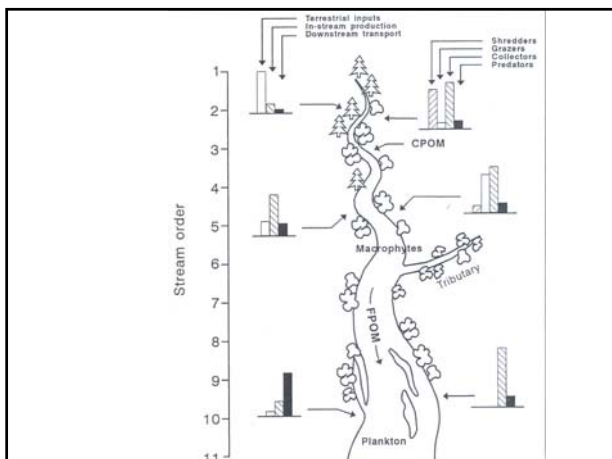 Terrestrial inputs
In-stream production
Downstream transport
Shredders
Grazers
Collectors
Predators
1
2
3
4
5
6
7
8
9
10
11
Stream order
CPOM
Macrophytes
Tributary
FPOM
Plankton